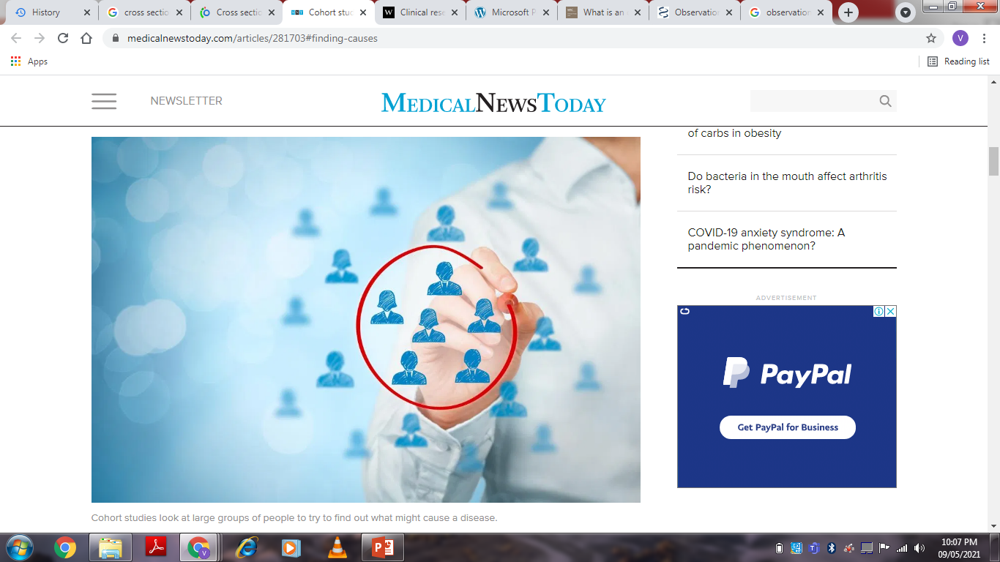 History
cross sectio
Cross sectio
Cohort stud
Clinical rese
Microsoft P
What is an
Observation
observation
medicalnewstoday.com/articles/281703#finding-causes
V
Apps
Reading list
NEWSLETTER
MEDICALNEWSTODAY
of carbs in obesity
Do bacteria in the mouth affect arthritis
risk?
COVID-19 anxiety syndrome: A
pandemic phenomenon?
ADVERTISEMENT
PayPal
Get PayPal for Business
Cohort studies look at large groups of people to try to find out what might cause a disease.
10:07 PM
09/05/2021